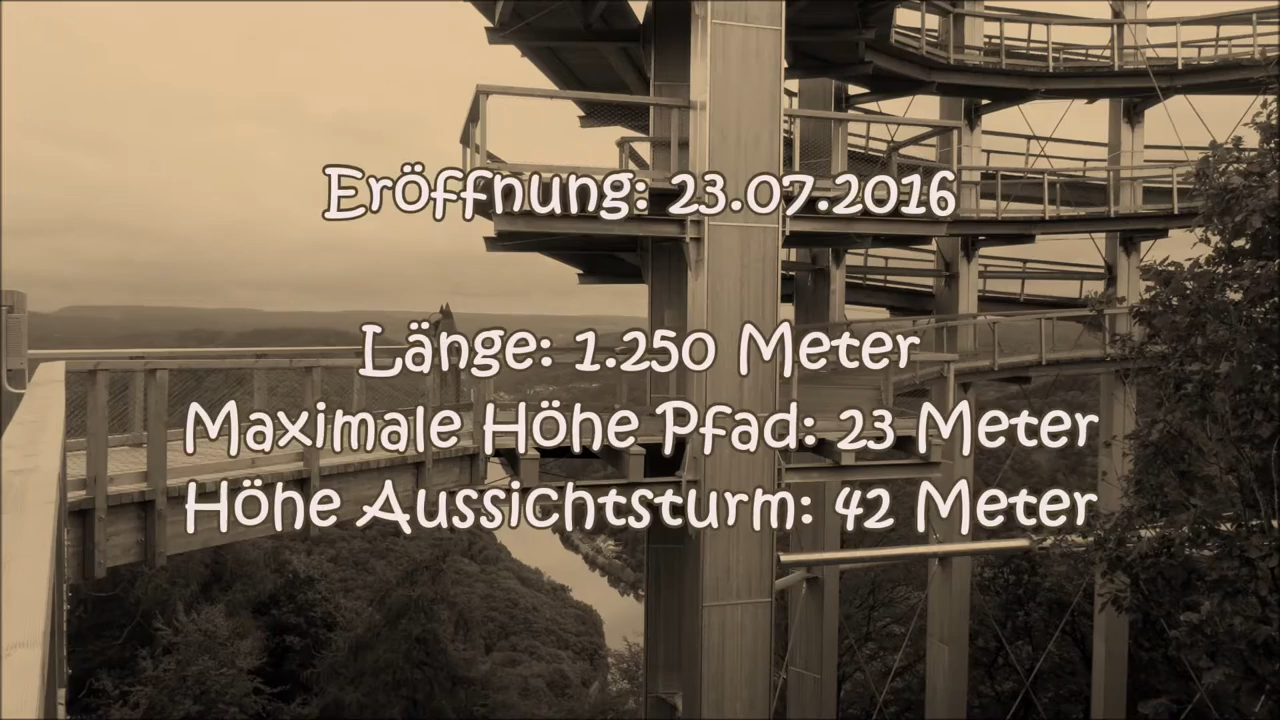 Eröffnung: 23.07.2016
Länge: 1.250 Meter
Maximale Höhe Pfad: 23 Meter
Höhe Aussichtsturm: 42 Meter